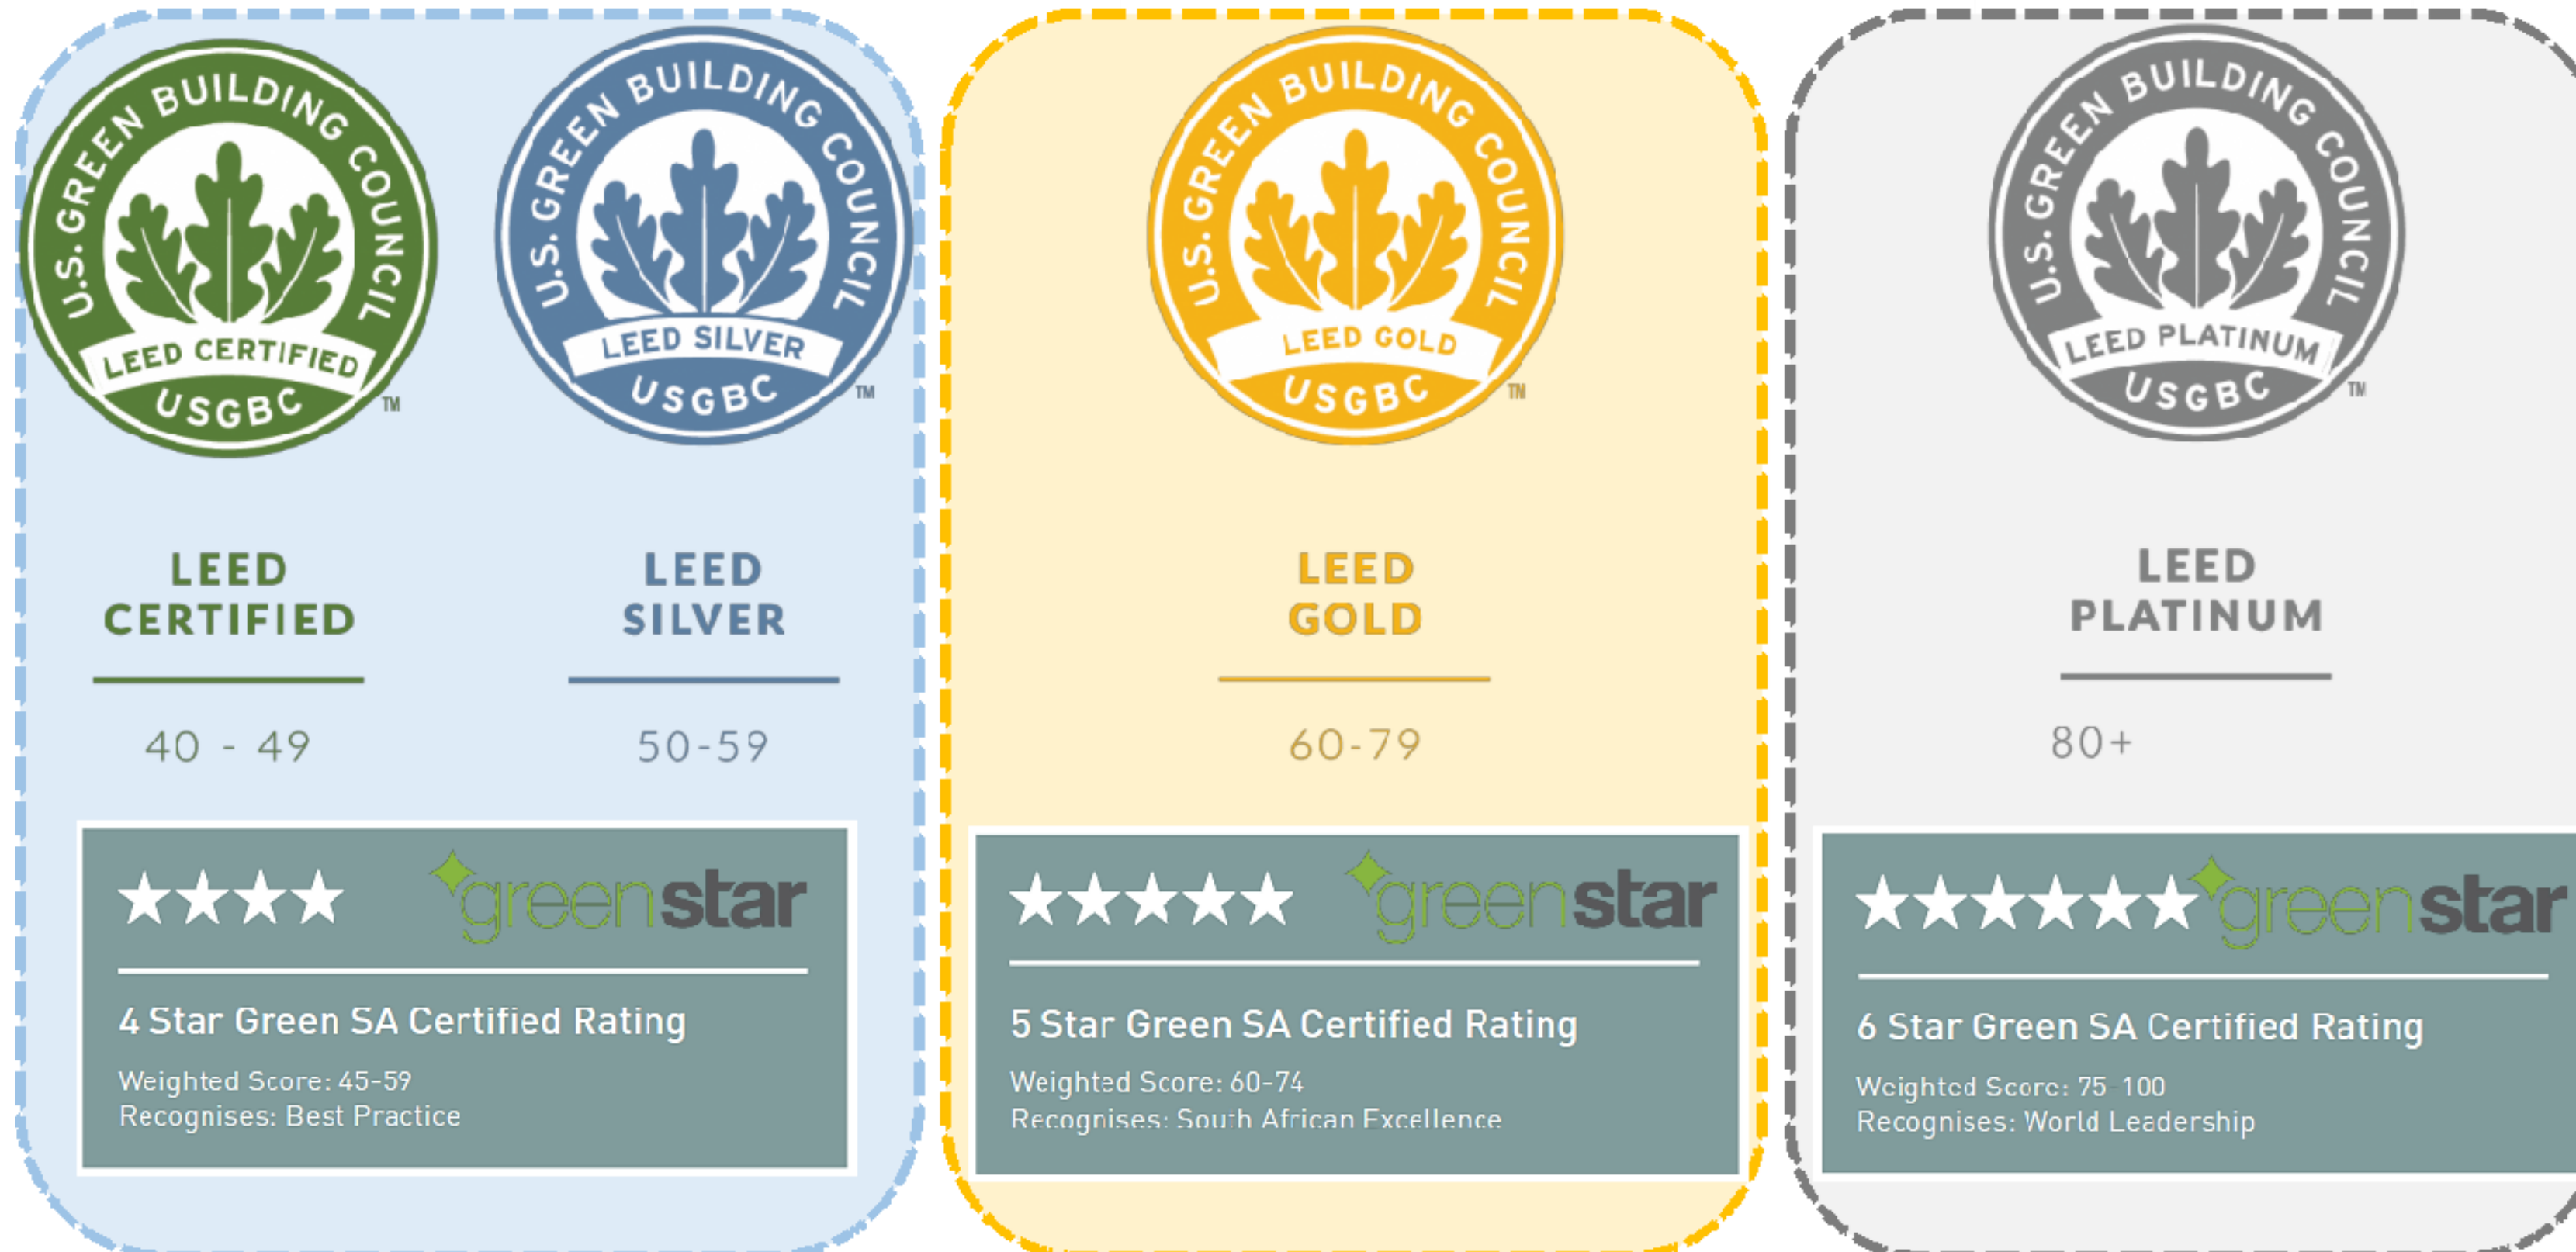 U.S. GREEN BUILDING COUNCIL
LEED CERTIFIED
USGBC
TM
LEED
CERTIFIED
40 - 49
U.S. GREEN BUILDING COUNCIL
LEED SILVER
USGBC
TM
LEED
SILVER
50-59
greenstar
4 Star Green SA Certified Rating
Weighted Score: 45-59
Recognises: Best Practice
U.S. GREEN BUILDING COUNCIL
LEED GOLD
USGBC
TM
LEED
GOLD
60-79
greenstar
5 Star Green SA Certified Rating
Weighted Score: 60-74
Recognises: South African Excellence
U.S. GREEN BUILDING COUNCIL
LEED PLATINUM
USGBC
TM
LEED
PLATINUM
80+
greenstar
6 Star Green SA Certified Rating
Weighted Score: 75-100
Recognises: World Leadership